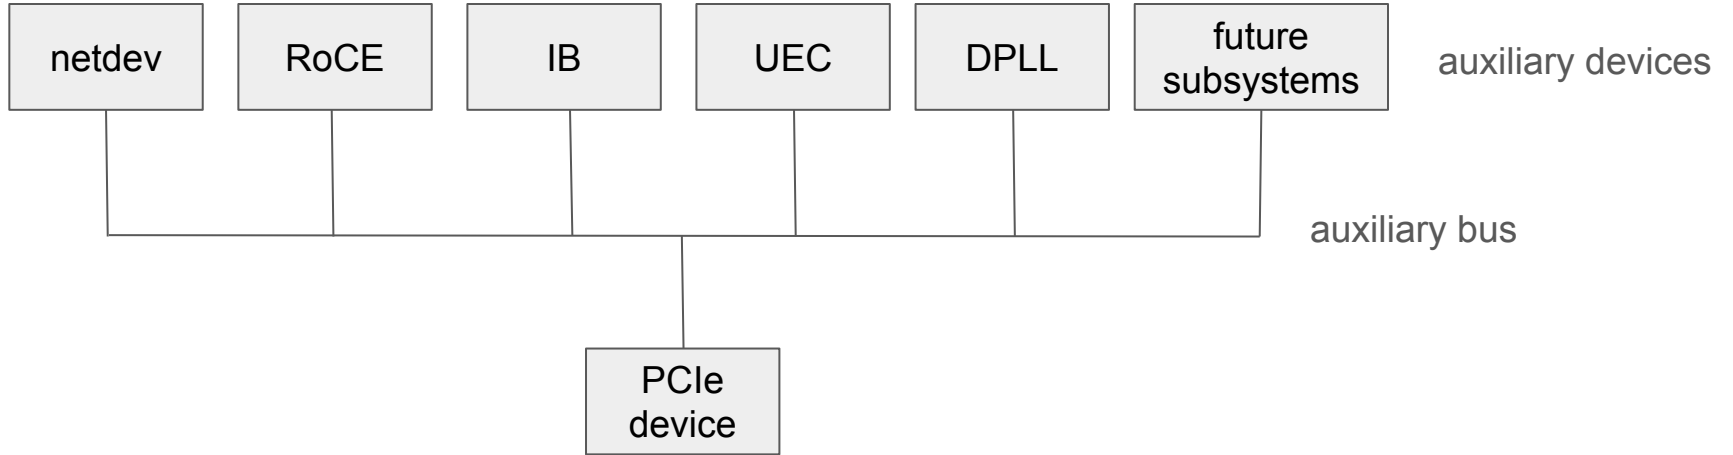 netdev
RoCE
IB
UEC
DPLL
future
subsystems
auxiliary devices
auxiliary bus
PCIe
device